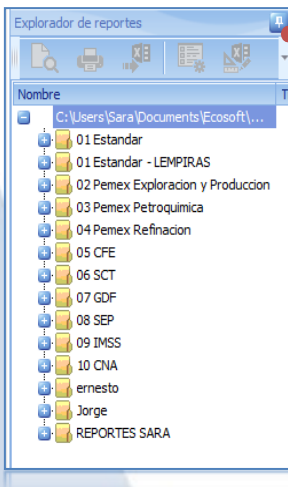 Explorador de reportes
Nombre
C:\Users\Sara\Documents\Ecosoft\...
01 Estandar
01 Estandar - LEMPIRAS
02 Pemex Exploracion y Produccion
03 Pemex Petroquimica
04 Pemex Refinacion
05 CFE
06 SCT
07 GDF
08 SEP
09 IMSS
10 CNA
ernesto
Jorge
REPORTES SARA